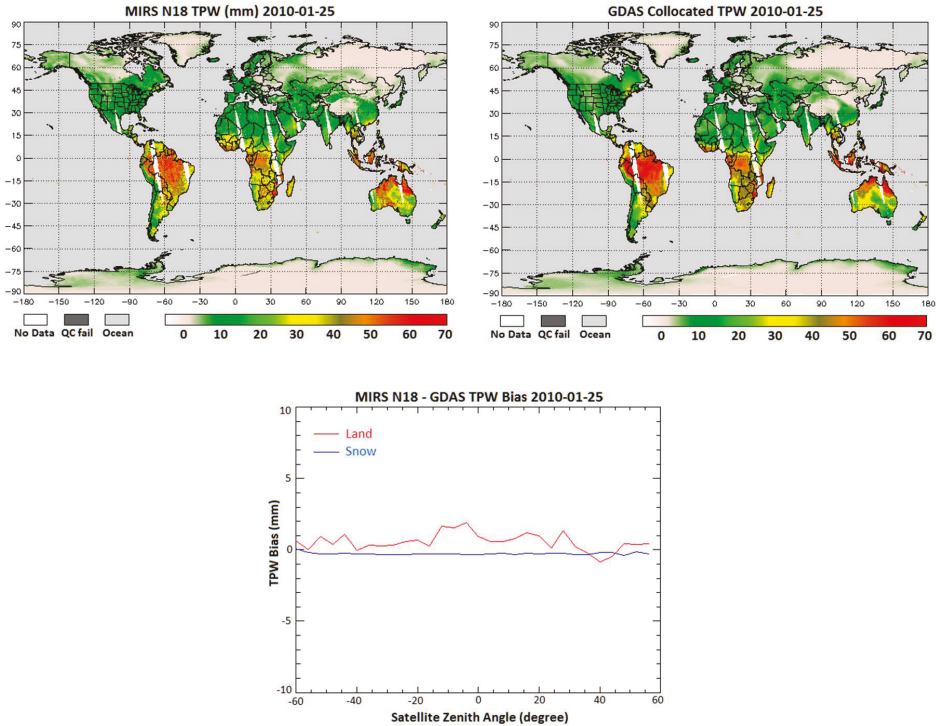 MIRS N18 TPW (mm) 2010-01-25
90
75
60
45
30
15
0
−15
−30
−45
−60
−75
−90
−180 −150 −120 −90 −60 −30 0 30 60 90 120 150 180
No Data QC fail Ocean
0 10 20 30 40 50 60 70
GDAS Collocated TPW 2010-01-25
90
75
60
45
30
15
0
−15
−30
−45
−60
−75
−90
−180 −150 −120 −90 −60 −30 0 30 60 90 120 150 180
No Data QC fail Ocean
0 10 20 30 40 50 60 70
MIRS N18 - GDAS TPW Bias 2010-01-25
Land
Snow
TPW Bias (mm)
10
5
0
-5
-10
-60 -40 -20 0 20 40 60
Satellite Zenith Angle (degree)